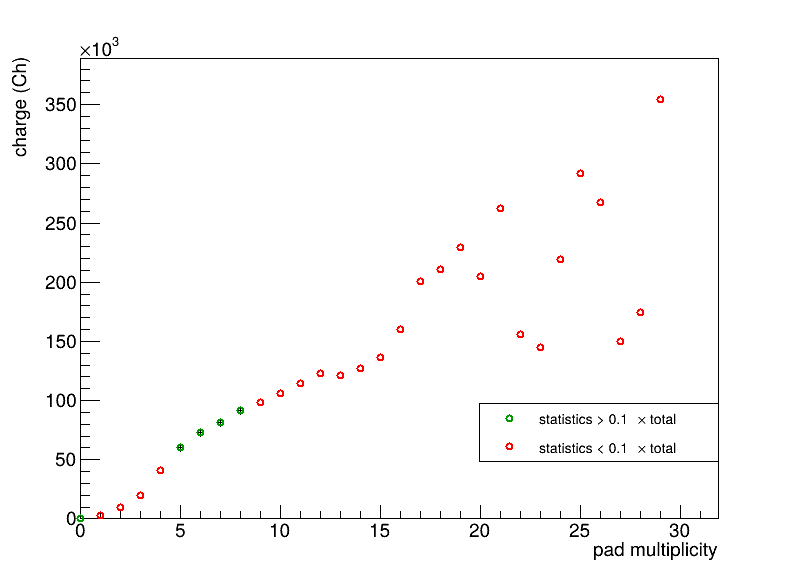 ×10³
charge (Ch)
350
300
250
200
150
100
50
0
0 5 10 15 20 25 30
pad multiplicity
statistics > 0.1 × total
statistics < 0.1 × total